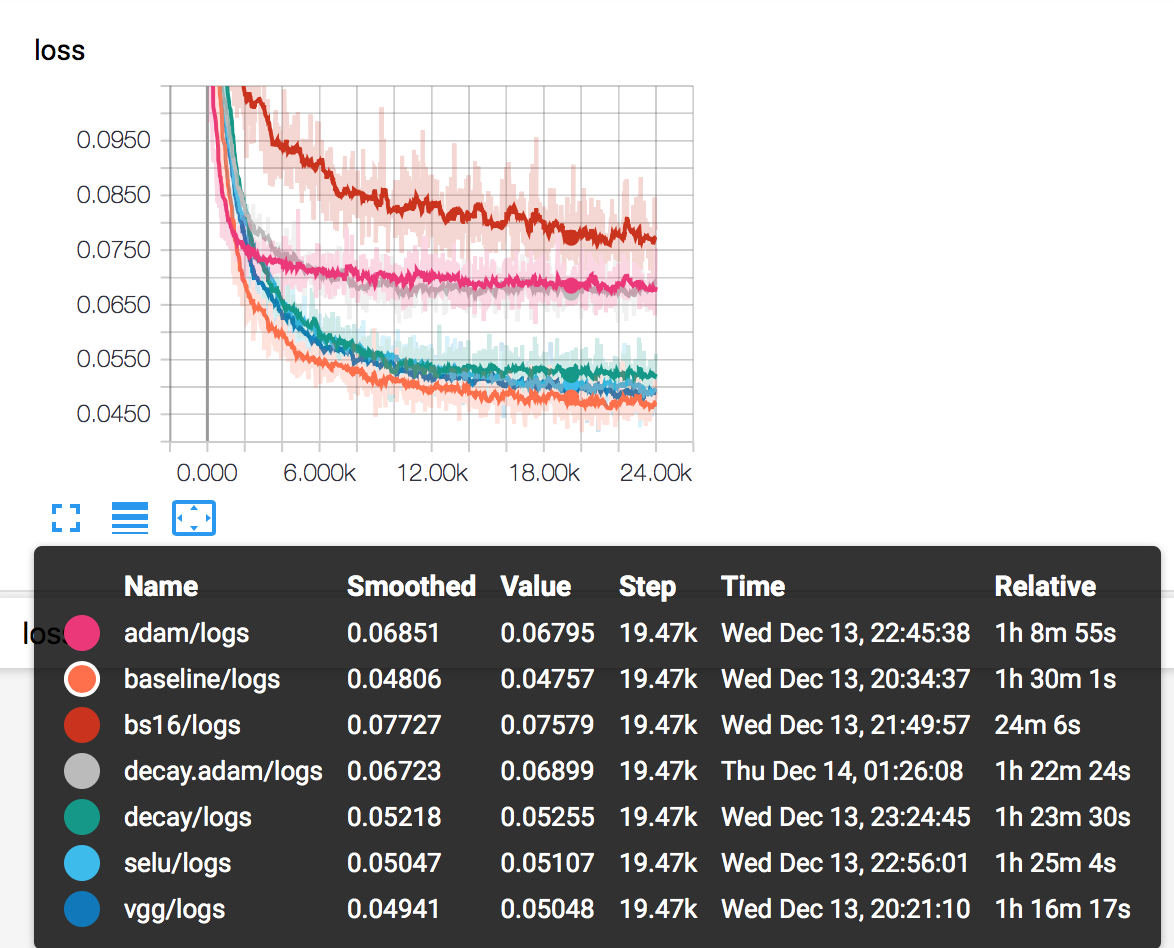 loss
0.0950
0.0850
0.0750
0.0650
0.0550
0.0450
0.000 6.000k 12.00k 18.00k 24.00k
Name Smoothed Value Step Time Relative
loss
adam/logs 0.06851 0.06795 19.47k Wed Dec 13, 22:45:38 1h 8m 55s
baseline/logs 0.04806 0.04757 19.47k Wed Dec 13, 20:34:37 1h 30m 1s
bs16/logs 0.07727 0.07579 19.47k Wed Dec 13, 21:49:57 24m 6s
decay.adam/logs 0.06723 0.06899 19.47k Thu Dec 14, 01:26:08 1h 22m 24s
decay/logs 0.05218 0.05255 19.47k Wed Dec 13, 23:24:45 1h 23m 30s
selu/logs 0.05047 0.05107 19.47k Wed Dec 13, 22:56:01 1h 25m 4s
vgg/logs 0.04941 0.05048 19.47k Wed Dec 13, 20:21:10 1h 16m 17s